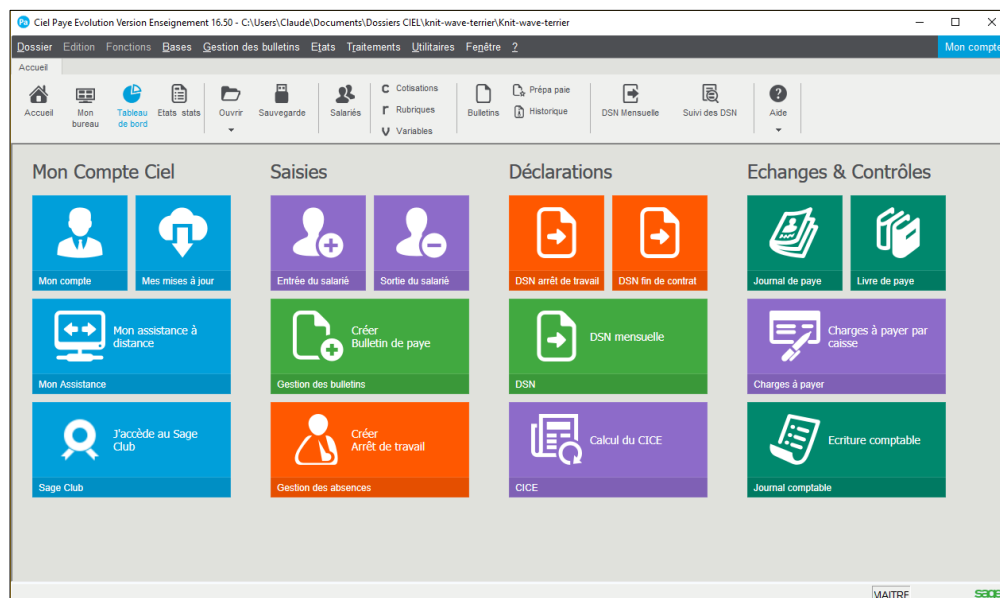 Pa Ciel Paye Evolution Version Enseignement 16.50 - C:\Users\Claude\Documents\Dossiers CIEL\knit-wave-terrier\Knit-wave-terrier
Dossier Edition Fonctions Bases Gestion des bulletins Etats Traitements Utilitaires Fenêtre ? Mon compte
Accueil
Accueil
Mon bureau
Tableau de bord
Etats stats
Ouvrir
Sauvegarde
Salariés
C Cotisations
Rubriques
V Variables
Bulletins
Prépa paie
Historique
DSN Mensuelle
Suivi des DSN
Aide
Mon Compte Ciel
Saisies
Déclarations
Echanges & Contrôles
Mon compte
Mes mises à jour
Entrée du salarié
Sortie du salarié
DSN arrêt de travail
DSN fin de contrat
Journal de paye
Livre de paye
Mon assistance à
distance
Mon Assistance
Créer
Bulletin de paye
Gestion des bulletins
DSN mensuelle
DSN
Charges à payer par
caisse
Charges à payer
J'accède au Sage
Club
Sage Club
Créer
Arrêt de travail
Gestion des absences
Calcul du CICE
CICE
Ecriture comptable
Journal comptable
MAITRE
sage